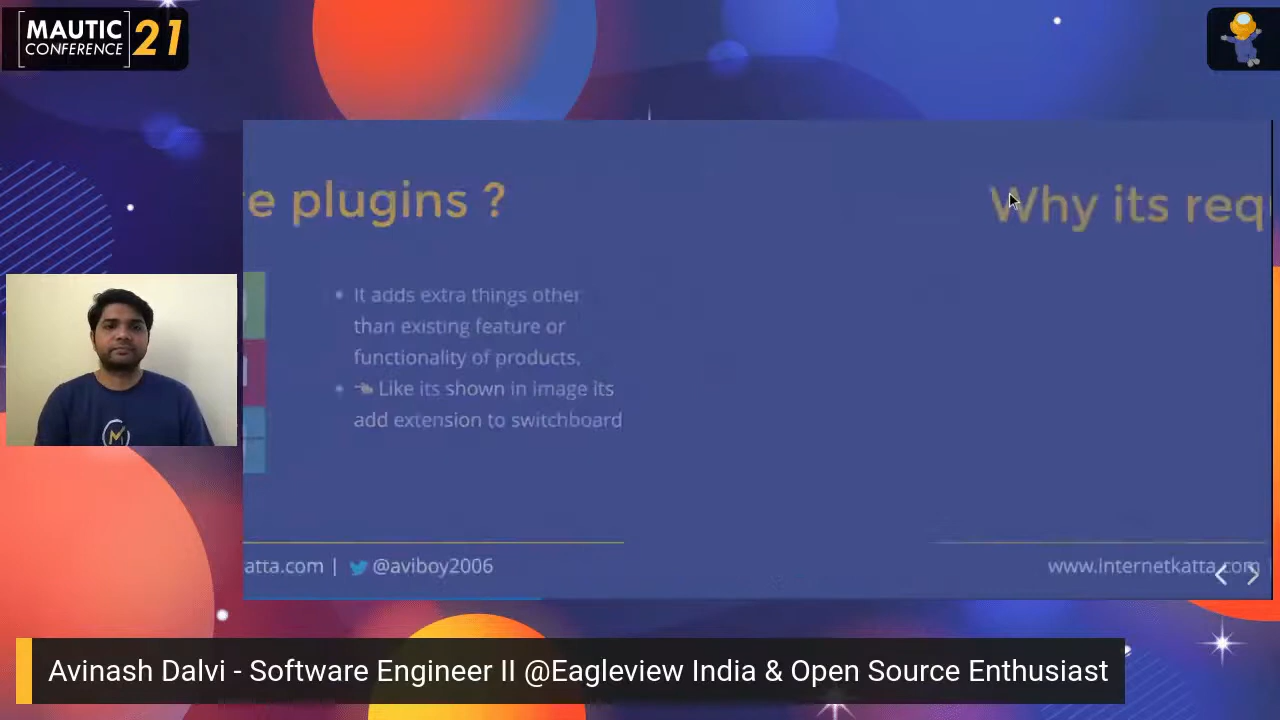 MAUTIC
CONFERENCE
21
e plugins ?
Why its req
• It adds extra things other
than existing feature or
functionality of products.
• Like its shown in image its
add extension to switchboard
atta.com | @aviboy2006
www.internetkatta.com
Avinash Dalvi - Software Engineer II @Eagleview India & Open Source Enthusiast